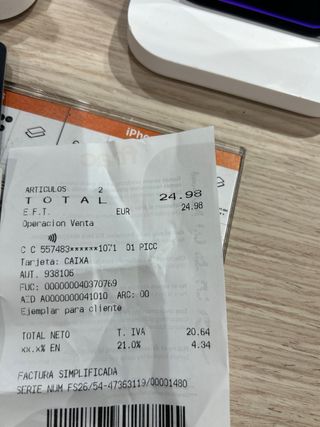 iPho
ARTICULOS 2
TOTAL 24.98
E.F.T. EUR 24.98
Operacion Venta
C C 557483******1071 01 PICC
Tarjeta: CAIXA
AUT. 938106
FUC: 000000040370769
AID A0000000041010 ARC: 00
Ejemplar para cliente
TOTAL NETO T. IVA 20.64
xx.x% EN 21.0% 4.34
FACTURA SIMPLIFICADA
SERIE NUM FS26/54-47363119/00001480